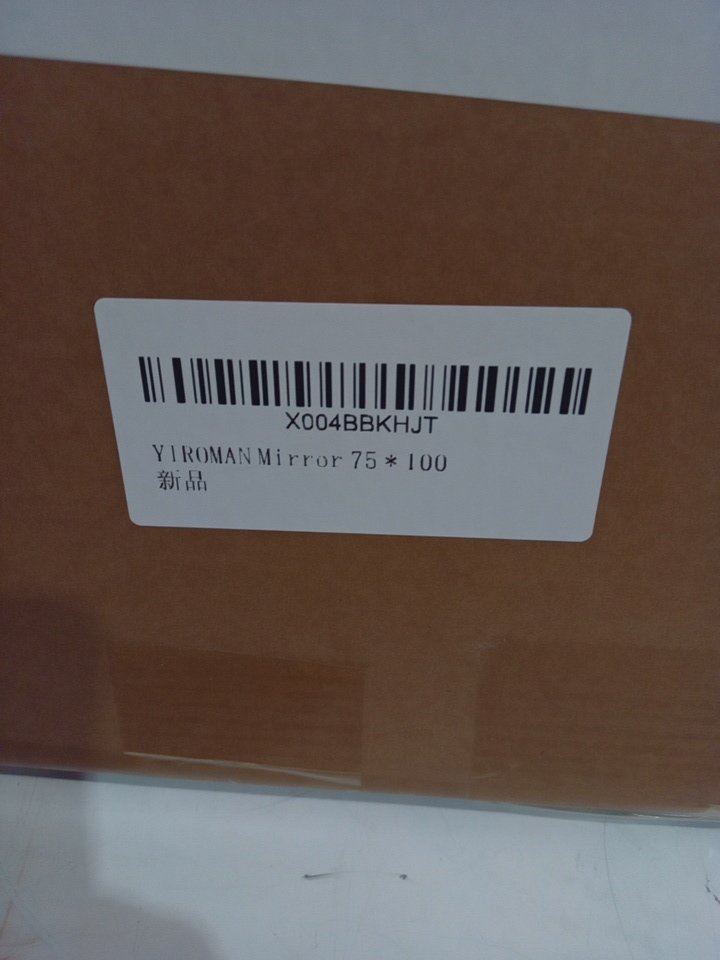 X004BBKHJT
YIROMAN Mirror 75*100
新品